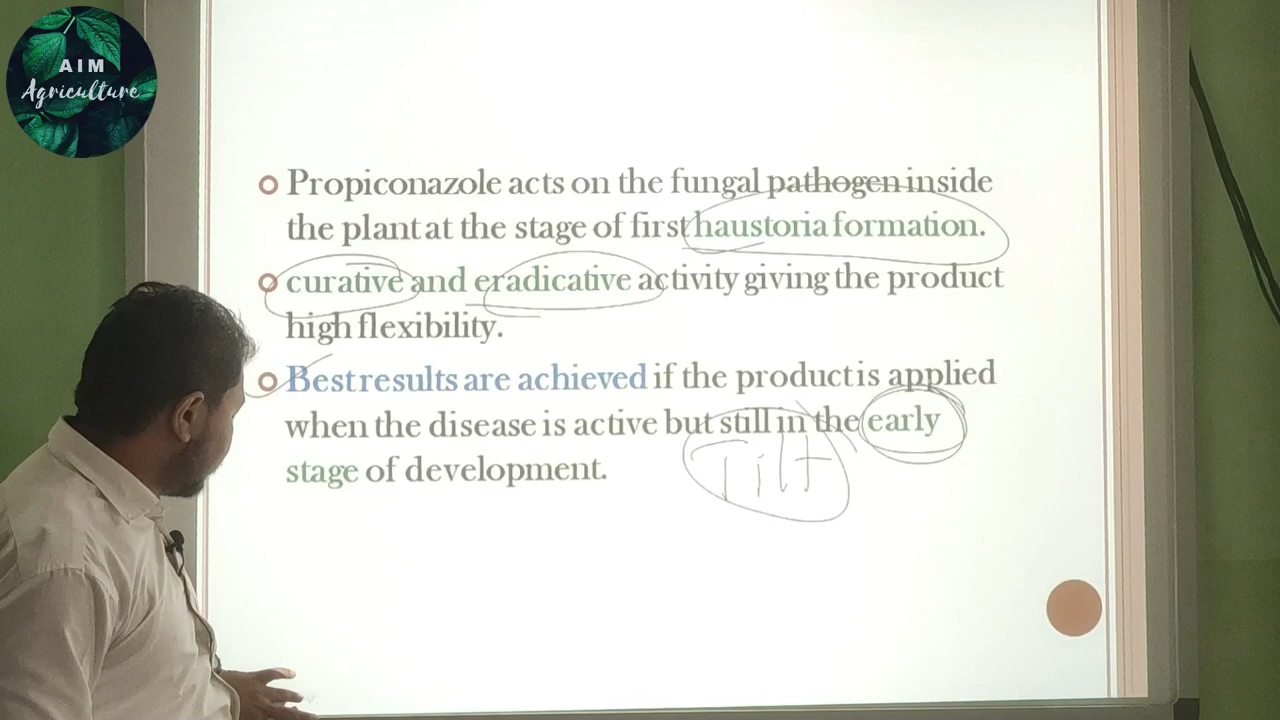 AIM
Agriculture
Propiconazole acts on the fungal pathogen inside
the plant at the stage of first haustoria formation.
curative and eradicative activity giving the product
high flexibility.
Best results are achieved if the product is applied
when the disease is active but still in the early
stage of development.
Tilt